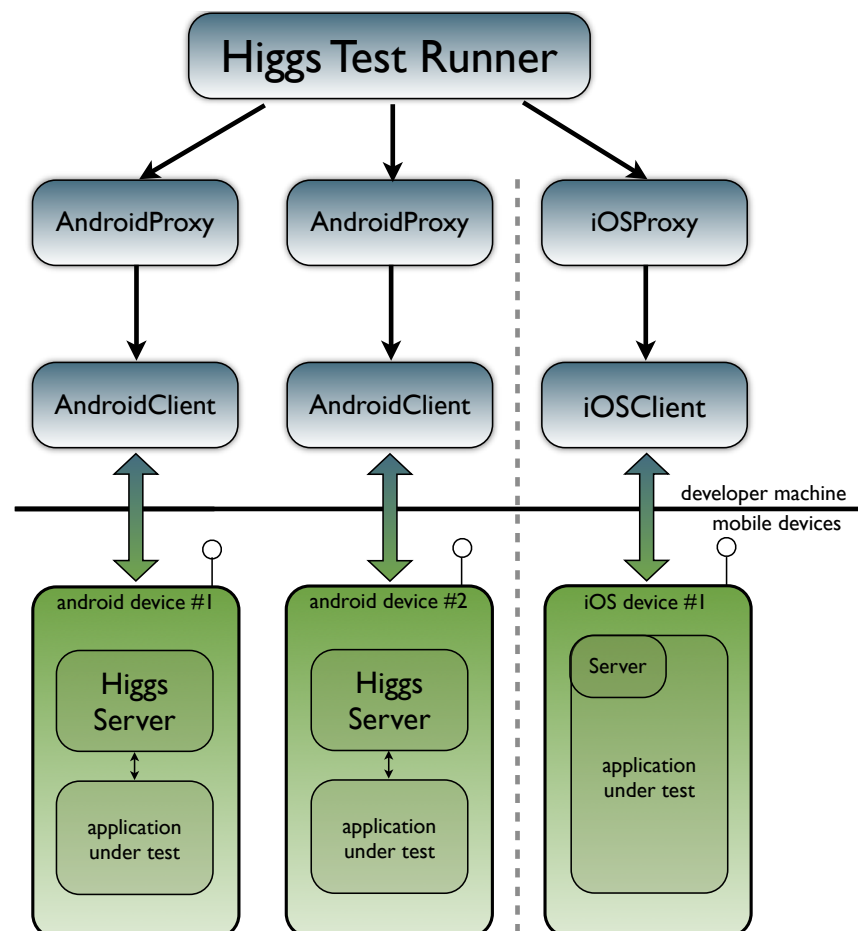 Higgs Test Runner
AndroidProxy
AndroidProxy
iOSProxy
AndroidClient
AndroidClient
iOSClient
developer machine
mobile devices
android device #1
android device #2
iOS device #1
Higgs
Server
Higgs
Server
Server
application
under test
application
under test
application
under test